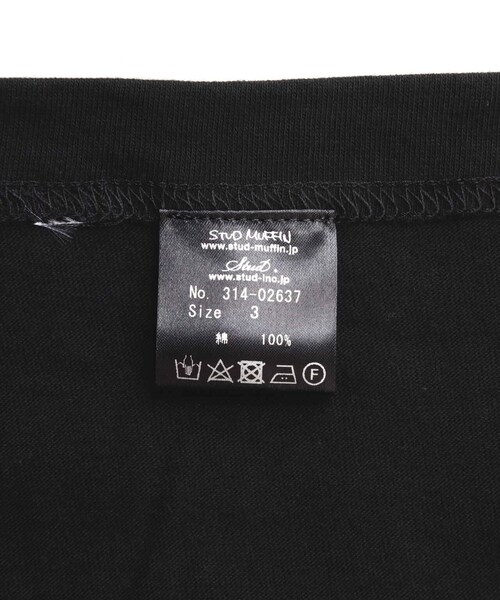 STUD MUFFIN
www.stud-muffin.jp
Stud®
www.stud-inc.jp
No. 314-02637
Size 3
綿 100%
F